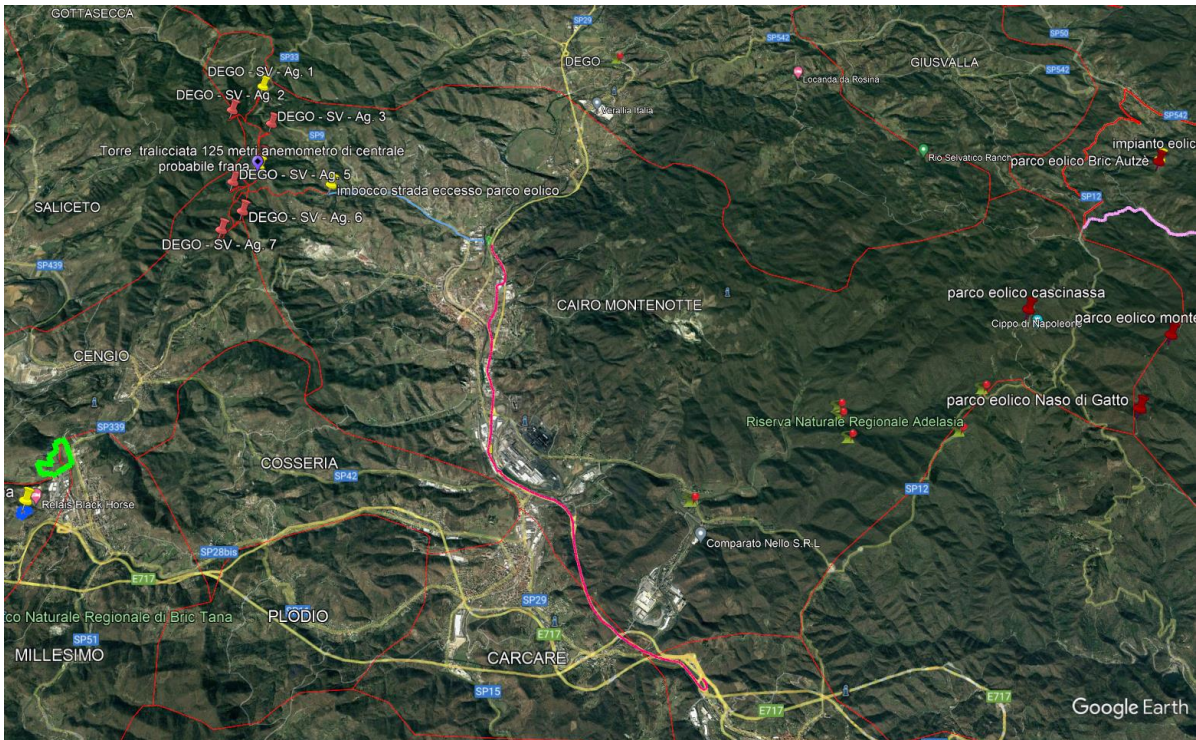 GOTTASECCA
SP29
SP33
SP542
SP50
DEGO
GIUSVALLA
SP542
DEGO - SV - Ag. 1
Locanda da Rosina
DEGO - SV - Ag. 2
Verallia Italia
DEGO - SV - Ag. 3
SP542
SP9
impianto eolic
Torre tralicciata 125 metri anemometro di centrale
Rio Selvatico Ranch
parco eolico Bric Autzè
probabile frana
DEGO - SV - Ag. 5
imbocco strada eccesso parco eolico
SP12
SALICETO
DEGO - SV - Ag. 6
DEGO - SV - Ag. 7
SP439
parco eolico cascinassa
CAIRO MONTENOTTE
Cippo di Napoleone
parco eolico monte
CENGIO
parco eolico Naso di Gatto
Riserva Naturale Regionale Adelasia
SP339
COSSERIA
SP42
SP12
a
Relais Black Horse
Comparato Nello S.R.L
SP28bis
E717
SP29
co Naturale Regionale di Bric Tana
PLODIO
E717
SP51
MILLESIMO
CARCARE
SP15
E717
E717
Google Earth